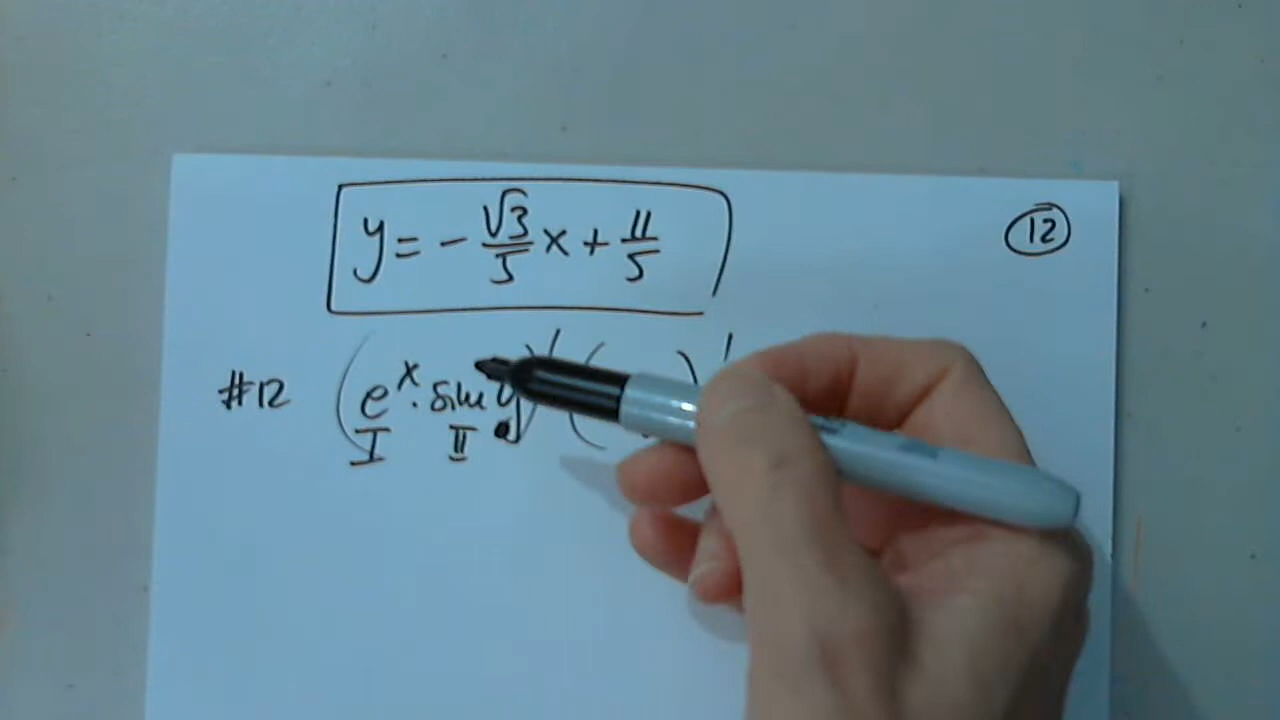 y = - √3/5 x + 11/5
12
#12 (e^x · sin y)' ( )'
I II